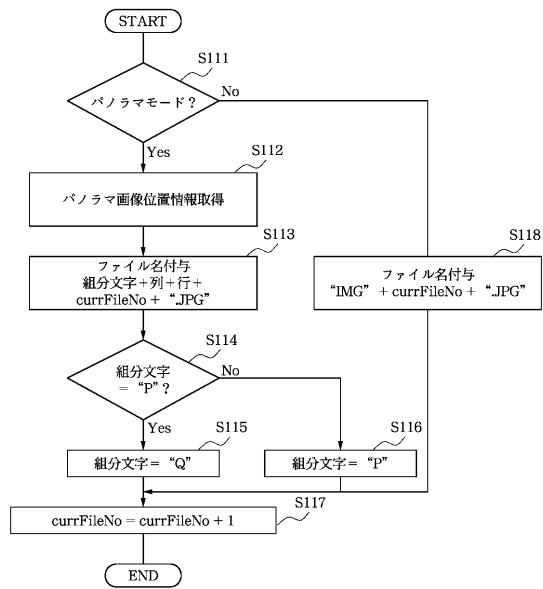 START
S111
パノラマモード？
No
Yes
S112
パノラマ画像位置情報取得
S113
ファイル名付与
組分文字＋列＋行＋
currFileNo + “.JPG”
S118
ファイル名付与
“IMG” + currFileNo + “.JPG”
S114
組分文字
= “P”？
No
Yes
S115
組分文字= “Q”
S116
組分文字= “P”
S117
currFileNo = currFileNo + 1
END